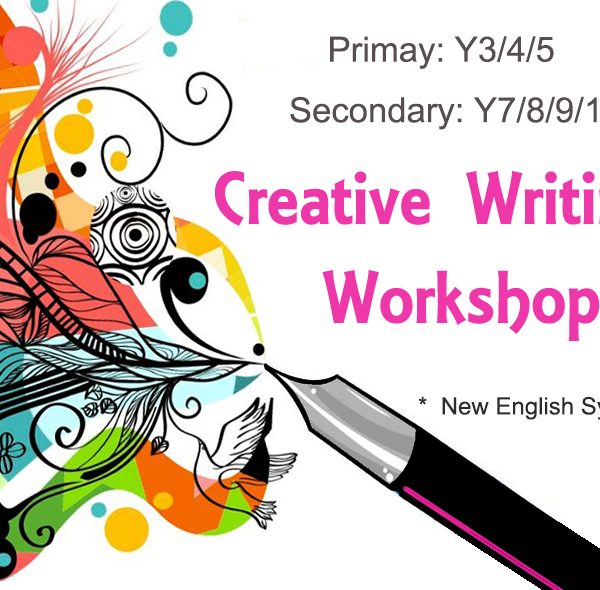 Primay: Y3/4/5
Secondary: Y7/8/9/1
Creative Writi
Workshop
* New English Sy